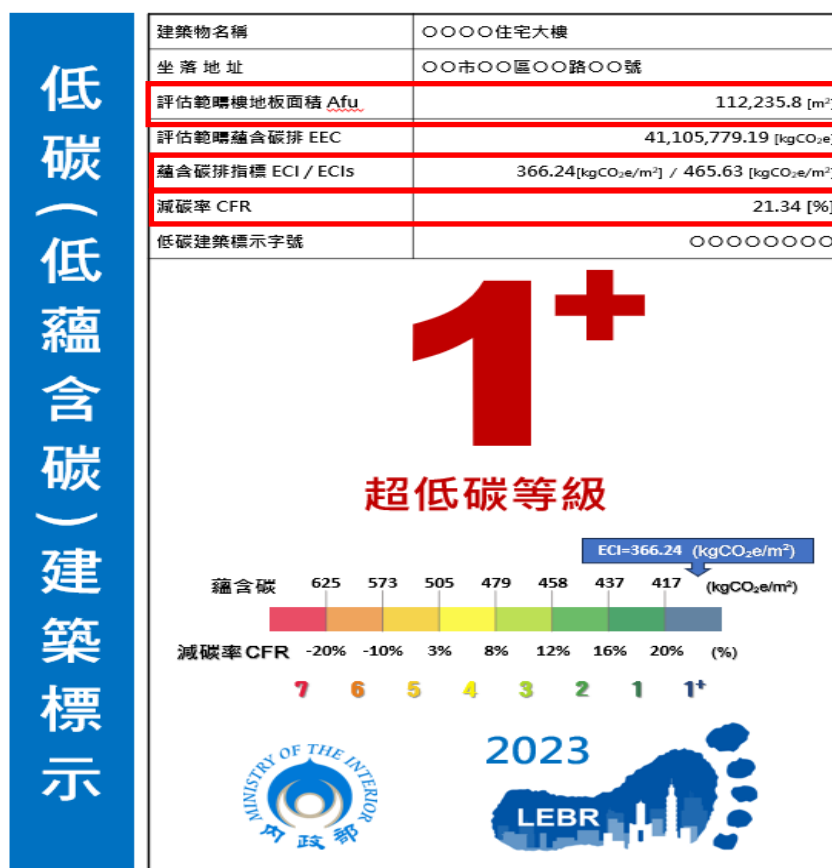 低碳(低蘊含碳)建築標示
建築物名稱 ○○○○住宅大樓
坐落地址 ○○市○○區○○路○○號
評估範疇樓地板面積 Afu 112,235.8 [m²]
評估範疇蘊含碳排 EEC 41,105,779.19 [kgCO₂e]
蘊含碳排指標 ECI / ECIs 366.24[kgCO₂e/m²] / 465.63 [kgCO₂e/m²]
減碳率 CFR 21.34 [%]
低碳建築標示字號 ○○○○○○○○
1⁺
超低碳等級
ECI=366.24 (kgCO₂e/m²)
蘊含碳 625 573 505 479 458 437 417 (kgCO₂e/m²)
減碳率CFR -20% -10% 3% 8% 12% 16% 20% (%)
7 6 5 4 3 2 1 1⁺
MINISTRY OF THE INTERIOR
內政部
2023
LEBR